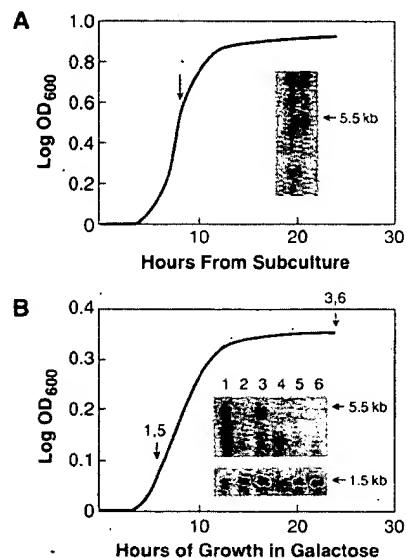 A
Log OD600
1.0
0.8
0.6
0.4
0.2
0
← 5.5 kb
10
20
30
Hours From Subculture
B
Log OD600
0.4
0.3
0.2
0.1
0
3,6
1,5
1 2 3 4 5 6
← 5.5 kb
← 1.5 kb
10
20
30
Hours of Growth in Galactose